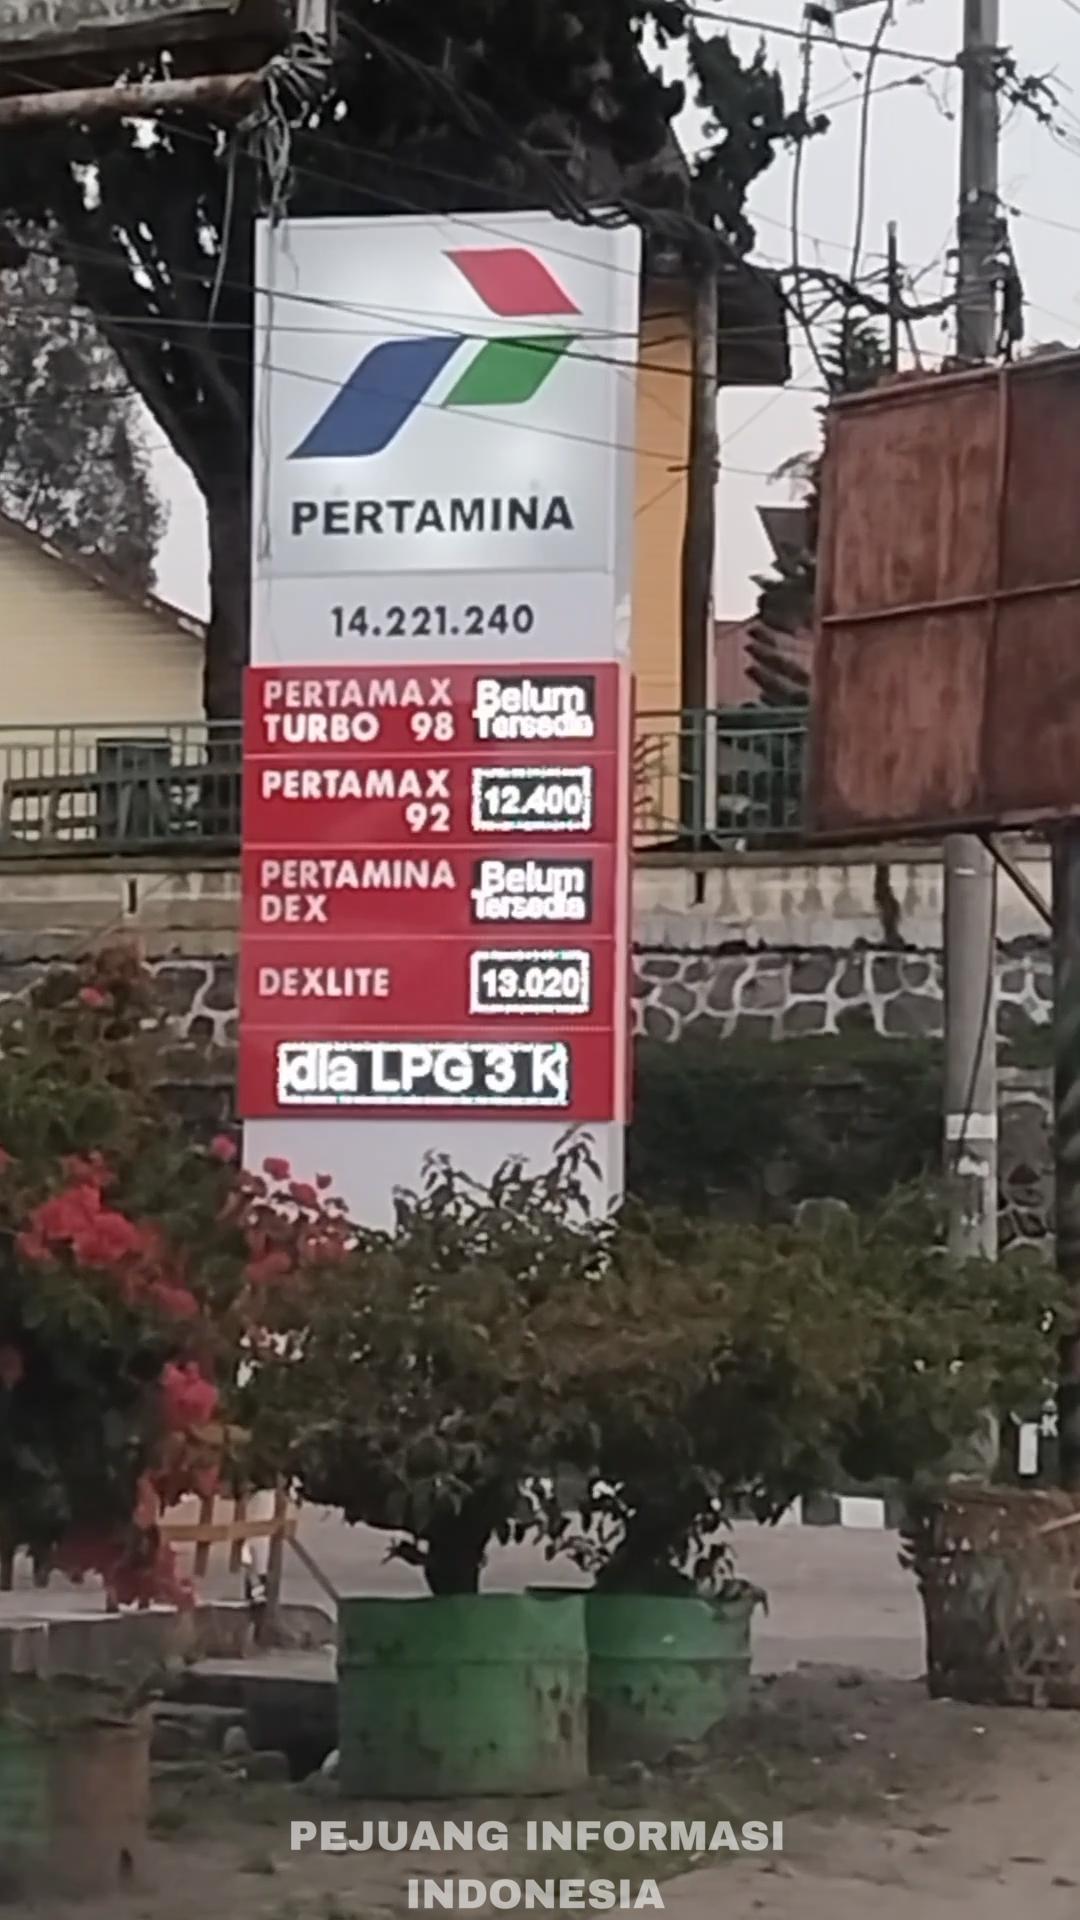 PERTAMINA
14.221.240
PERTAMAX Belum
TURBO 98 Tersedia
PERTAMAX
92 12.400
PERTAMINA Belum
DEX Tersedia
DEXLITE 13.020
dia LPG 3 K
PEJUANG INFORMASI
INDONESIA